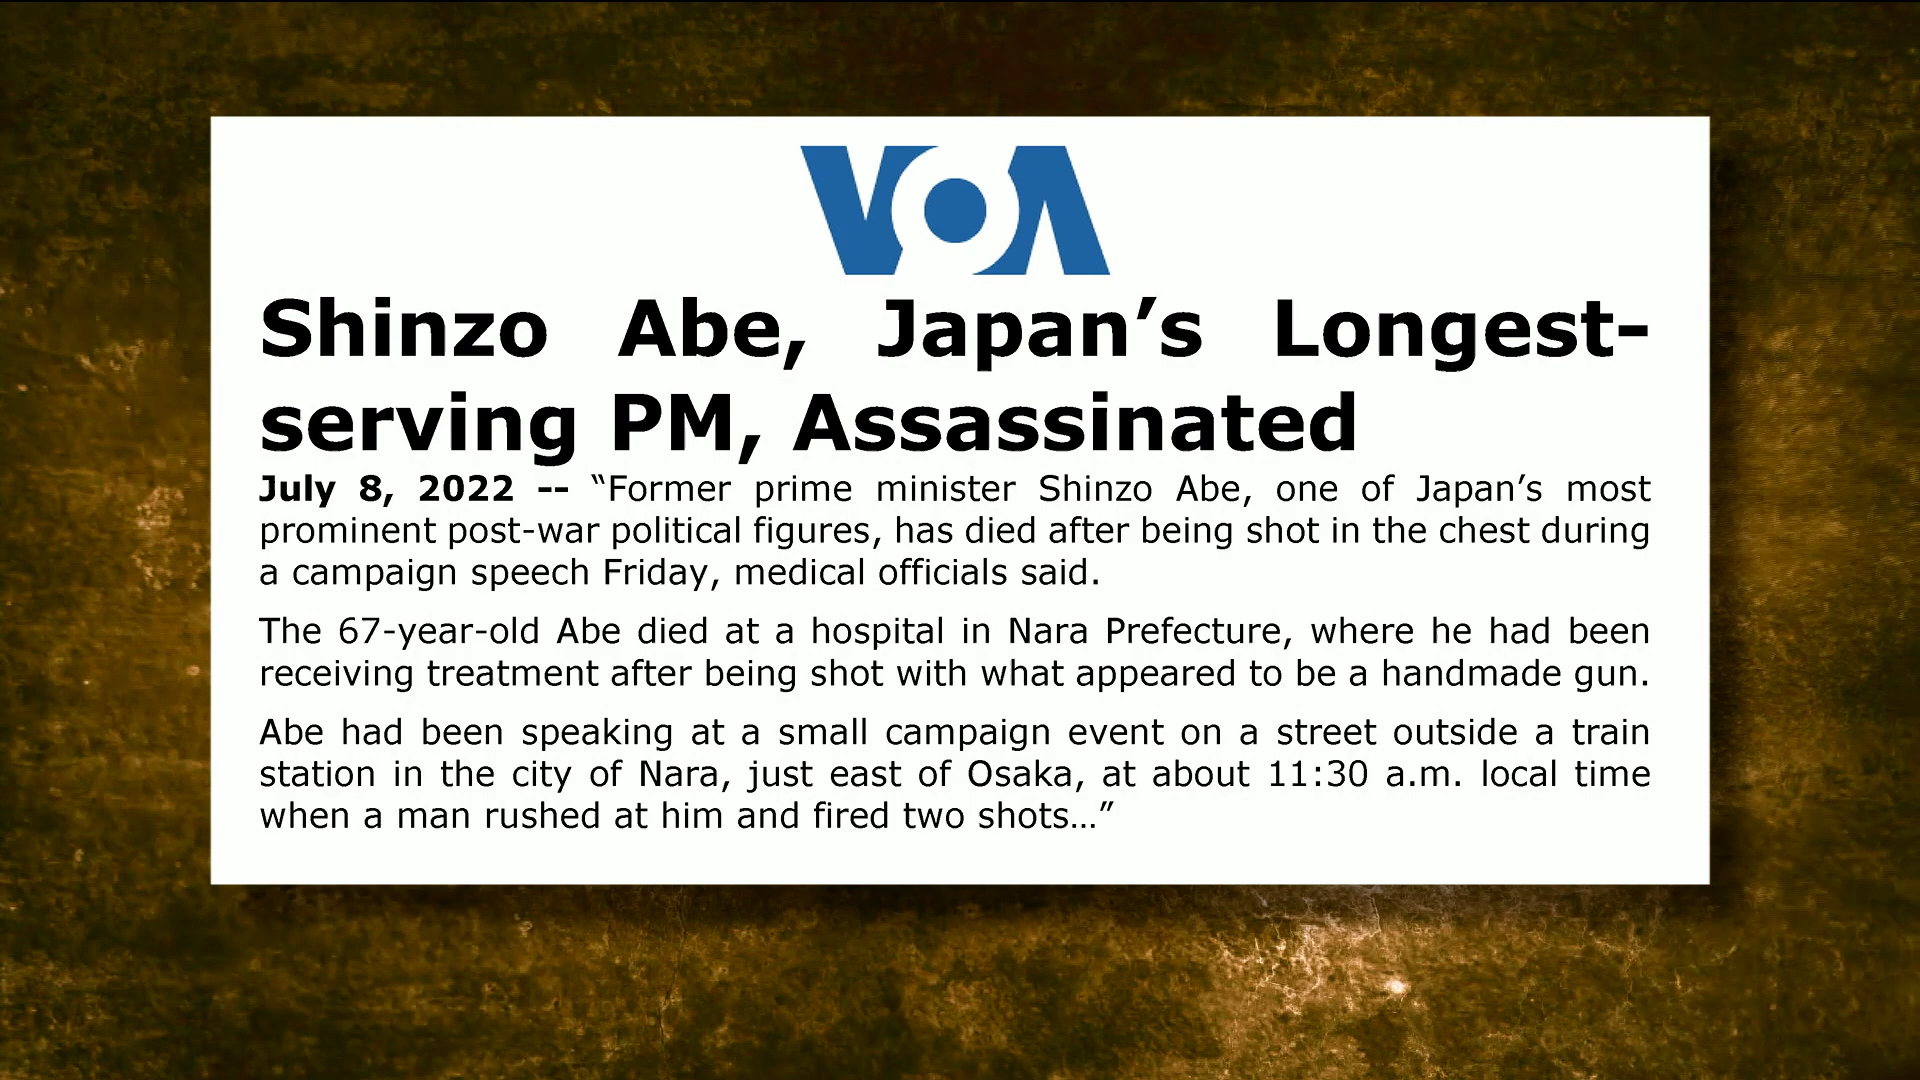 VOA
Shinzo Abe, Japan’s Longest-
serving PM, Assassinated
July 8, 2022 -- “Former prime minister Shinzo Abe, one of Japan’s most
prominent post-war political figures, has died after being shot in the chest during
a campaign speech Friday, medical officials said.
The 67-year-old Abe died at a hospital in Nara Prefecture, where he had been
receiving treatment after being shot with what appeared to be a handmade gun.
Abe had been speaking at a small campaign event on a street outside a train
station in the city of Nara, just east of Osaka, at about 11:30 a.m. local time
when a man rushed at him and fired two shots…”